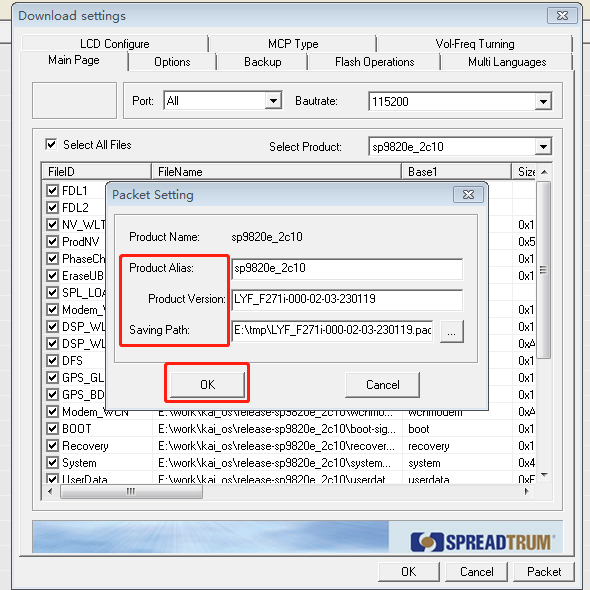 Download settings
LCD Configure MCP Type Vol-Freq Turning
Main Page Options Backup Flash Operations Multi Languages
Port: All Bautrate: 115200
Select All Files Select Product: sp9820e_2c10
FileID FileName Base1 Size
FDL1
FDL2
NV_WLT 0x1
ProdNV 0x5
PhaseCh 0x1
EraseUB 0x1
SPL_LOA
Modem_W 0x1
DSP_WL 0x1
DSP_WL 0x1
DFS 0x1
GPS_GL 0x1
GPS_BD 0x1
Packet Setting
Product Name: sp9820e_2c10
Product Alias: sp9820e_2c10
Product Version: LYF_F271i-000-02-03-230119
Saving Path: E:\tmp\LYF_F271i-000-02-03-230119.pac ...
OK Cancel
Modem_WCN E:\work\kai_os\release-sp9820e_2c10\wcnmo wcnmodem 0xA
BOOT E:\work\kai_os\release-sp9820e_2c10\boot-sig... boot 0x1
Recovery E:\work\kai_os\release-sp9820e_2c10\recover... recovery 0x1
System E:\work\kai_os\release-sp9820e_2c10\system... system 0x4
UserData E:\work\kai_os\release-sp9820e_2c10\userdat userdata 0xF
SPREADTRUM®
OK Cancel Packet